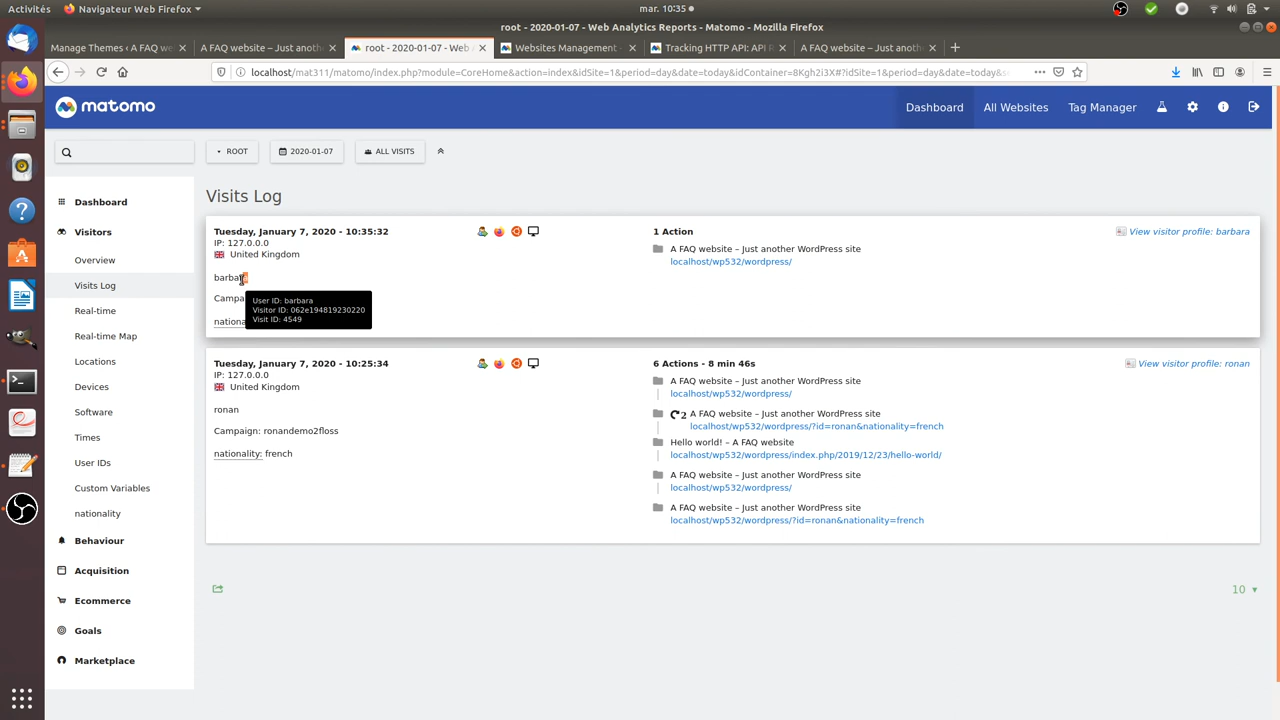 Activités
Navigateur Web Firefox
mar. 10:35
root - 2020-01-07 - Web Analytics Reports - Matomo - Mozilla Firefox
Manage Themes ‹ A FAQ we
A FAQ website – Just anoth
root - 2020-01-07 - Web A
Websites Management -
Tracking HTTP API: API R
A FAQ website – Just anoth
localhost/mat311/matomo/index.php?module=CoreHome&action=index&idSite=1&period=day&date=today&idContainer=8Kgh2i3X#?idSite=1&period=day&date=today&s
matomo
Dashboard
All Websites
Tag Manager
ROOT
2020-01-07
ALL VISITS
Dashboard
Visitors
Overview
Visits Log
Real-time
Real-time Map
Locations
Devices
Software
Times
User IDs
Custom Variables
nationality
Behaviour
Acquisition
Ecommerce
Goals
Marketplace
Visits Log
Tuesday, January 7, 2020 - 10:35:32
IP: 127.0.0.0
United Kingdom
barbara
Campa
nationa
User ID: barbara
Visitor ID: 062e194819230220
Visit ID: 4549
1 Action
A FAQ website – Just another WordPress site
localhost/wp532/wordpress/
View visitor profile: barbara
Tuesday, January 7, 2020 - 10:25:34
IP: 127.0.0.0
United Kingdom
ronan
Campaign: ronandemo2floss
nationality: french
6 Actions - 8 min 46s
A FAQ website – Just another WordPress site
localhost/wp532/wordpress/
2 A FAQ website – Just another WordPress site
localhost/wp532/wordpress/?id=ronan&nationality=french
Hello world! – A FAQ website
localhost/wp532/wordpress/index.php/2019/12/23/hello-world/
A FAQ website – Just another WordPress site
localhost/wp532/wordpress/
A FAQ website – Just another WordPress site
localhost/wp532/wordpress/?id=ronan&nationality=french
View visitor profile: ronan
10